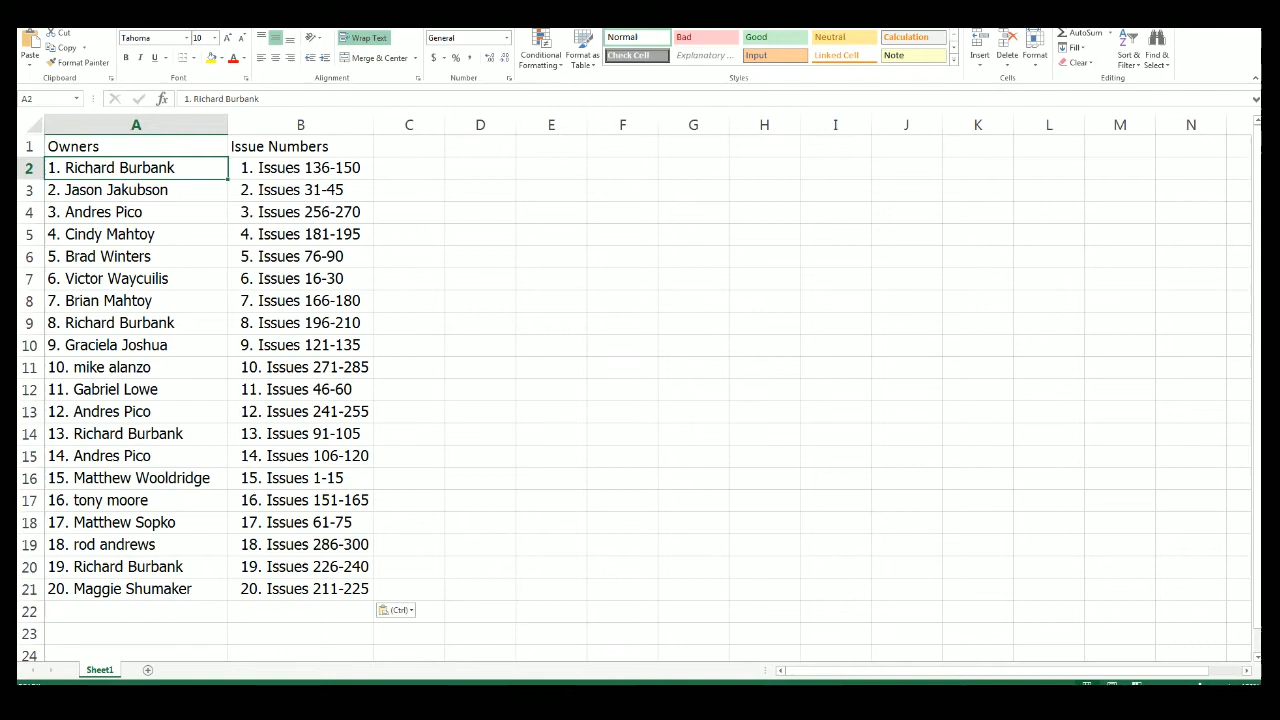 Cut
Copy
Paste
Format Painter
Clipboard
Tahoma 10
B I U
Font
Wrap Text
Merge & Center
Alignment
General
$ % ,
Number
Conditional Formatting
Format as Table
Normal Bad Good Neutral Calculation
Check Cell Explanatory ... Input Linked Cell Note
Styles
Insert Delete Format
Cells
AutoSum
Fill
Clear
Sort & Filter
Find & Select
Editing
A2 fx 1. Richard Burbank
A B C D E F G H I J K L M N
1 Owners Issue Numbers
2 1. Richard Burbank 1. Issues 136-150
3 2. Jason Jakubson 2. Issues 31-45
4 3. Andres Pico 3. Issues 256-270
5 4. Cindy Mahtoy 4. Issues 181-195
6 5. Brad Winters 5. Issues 76-90
7 6. Victor Waycuilis 6. Issues 16-30
8 7. Brian Mahtoy 7. Issues 166-180
9 8. Richard Burbank 8. Issues 196-210
10 9. Graciela Joshua 9. Issues 121-135
11 10. mike alanzo 10. Issues 271-285
12 11. Gabriel Lowe 11. Issues 46-60
13 12. Andres Pico 12. Issues 241-255
14 13. Richard Burbank 13. Issues 91-105
15 14. Andres Pico 14. Issues 106-120
16 15. Matthew Wooldridge 15. Issues 1-15
17 16. tony moore 16. Issues 151-165
18 17. Matthew Sopko 17. Issues 61-75
19 18. rod andrews 18. Issues 286-300
20 19. Richard Burbank 19. Issues 226-240
21 20. Maggie Shumaker 20. Issues 211-225
22 (Ctrl)
23
24
Sheet1